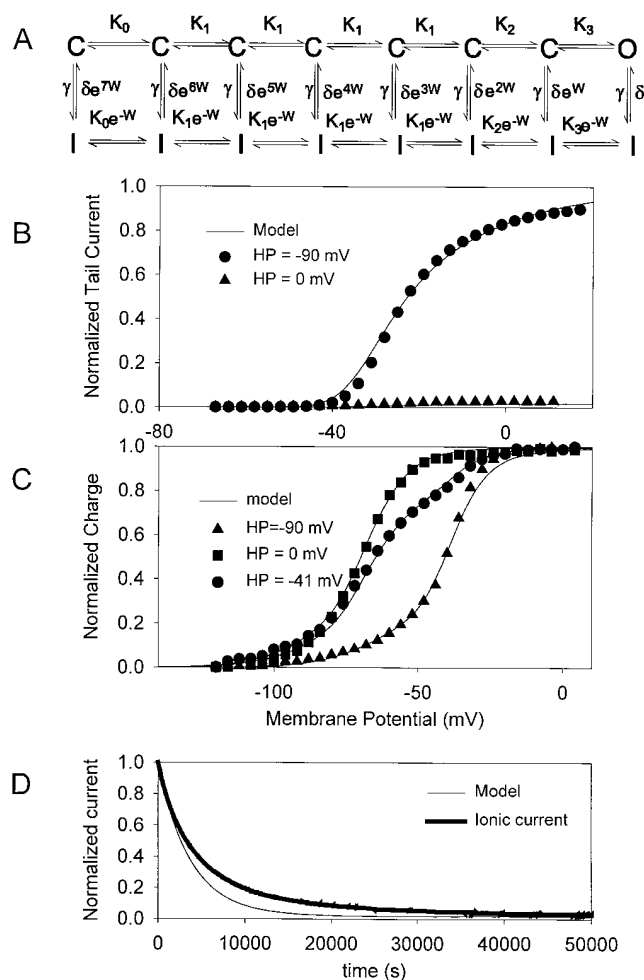 A
K₀ K₁ K₁ K₁ K₁ K₂ K₃
C C C C C C C O
γ δe⁷ᵂ γ δe⁶ᵂ γ δe⁵ᵂ γ δe⁴ᵂ γ δe³ᵂ γ δe²ᵂ γ δeᵂ γ δ
K₀e⁻ᵂ K₁e⁻ᵂ K₁e⁻ᵂ K₁e⁻ᵂ K₁e⁻ᵂ K₂e⁻ᵂ K₃e⁻ᵂ
I I I I I I I I
B
Normalized Tail Current
1.0
0.8
0.6
0.4
0.2
0.0
Model
HP = -90 mV
HP = 0 mV
-80 -40 0
C
Normalized Charge
1.0
0.8
0.6
0.4
0.2
0.0
model
HP=-90 mV
HP = 0 mV
HP = -41 mV
-100 -50 0
Membrane Potential (mV)
D
Normalized current
1.0
0.8
0.6
0.4
0.2
0.0
Model
Ionic current
0 10000 20000 30000 40000 50000
time (s)